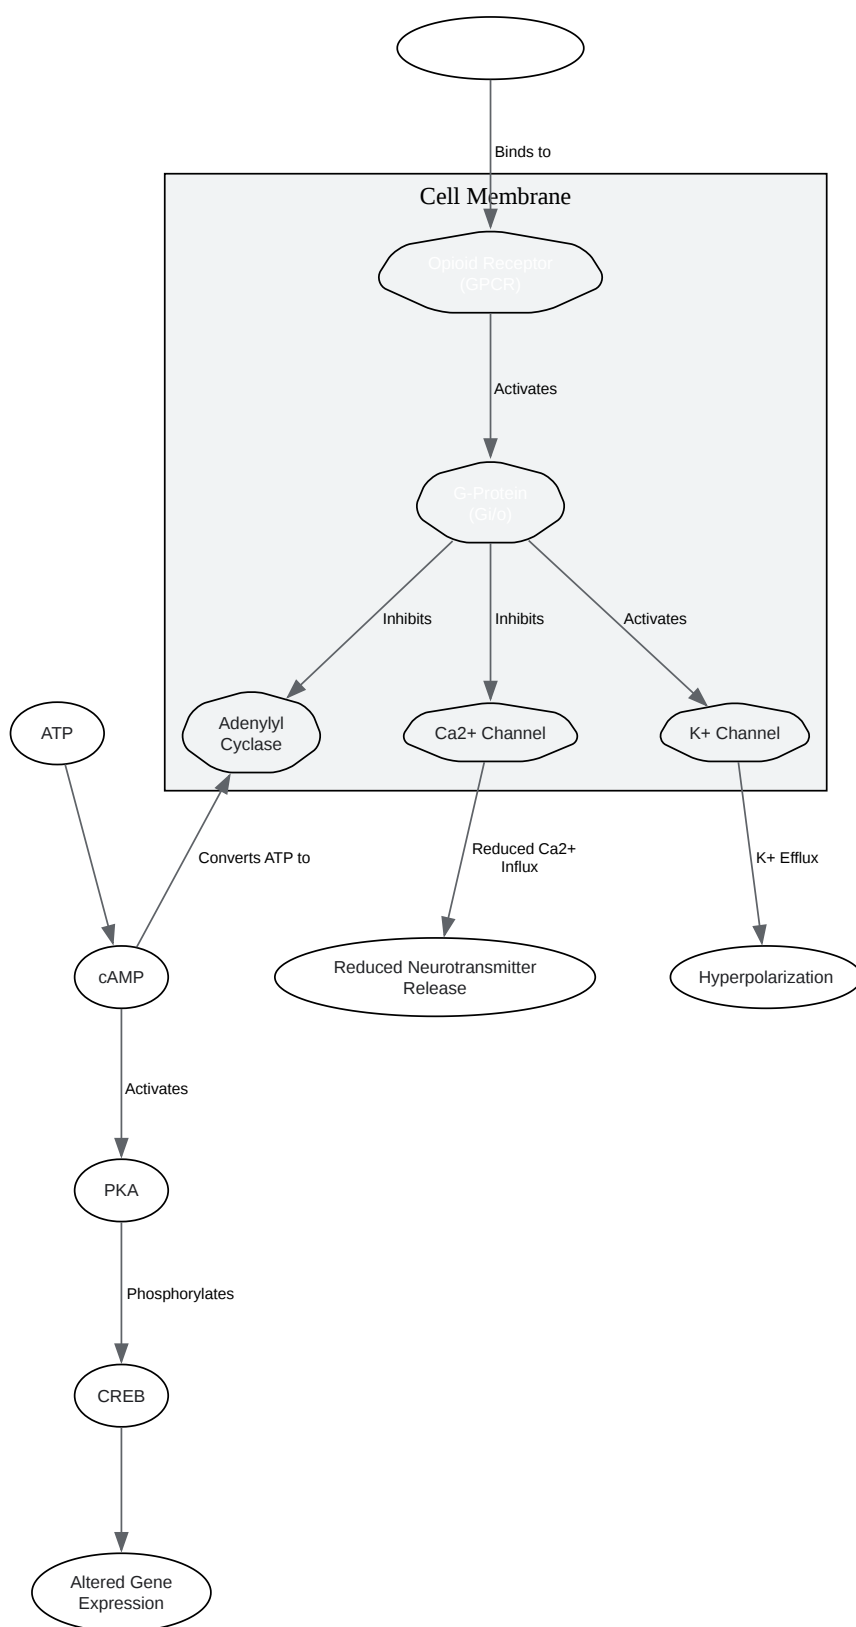 Binds to
Cell Membrane
Opioid Receptor
(GPCR)
Activates
G-Protein
(Gi/o)
Inhibits
Inhibits
Activates
ATP
Adenylyl
Cyclase
Ca2+ Channel
K+ Channel
Converts ATP to
Reduced Ca2+
Influx
K+ Efflux
cAMP
Reduced Neurotransmitter
Release
Hyperpolarization
Activates
PKA
Phosphorylates
CREB
Altered Gene
Expression